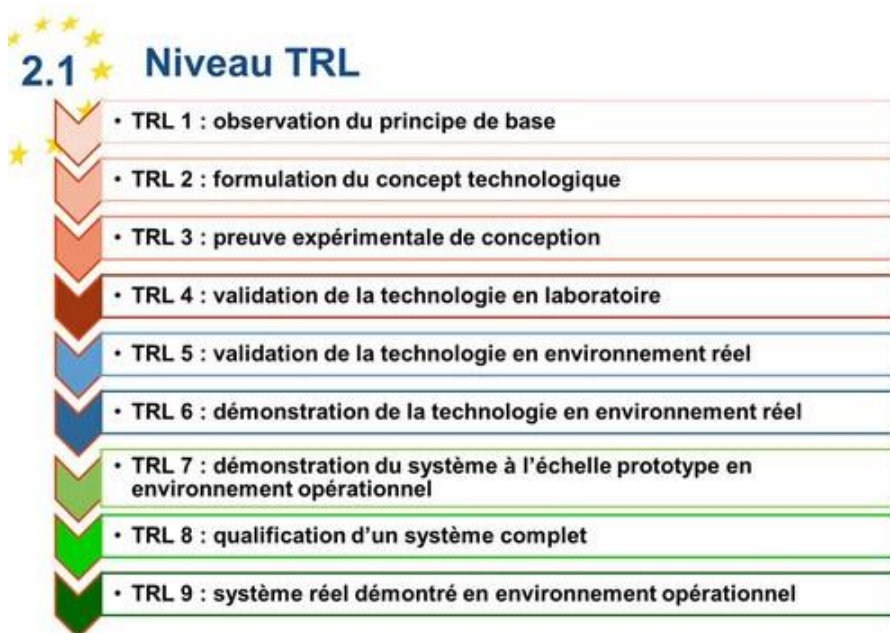 2.1 Niveau TRL
• TRL 1 : observation du principe de base
• TRL 2 : formulation du concept technologique
• TRL 3 : preuve expérimentale de conception
• TRL 4 : validation de la technologie en laboratoire
• TRL 5 : validation de la technologie en environnement réel
• TRL 6 : démonstration de la technologie en environnement réel
• TRL 7 : démonstration du système à l'échelle prototype en
environnement opérationnel
• TRL 8 : qualification d'un système complet
• TRL 9 : système réel démontré en environnement opérationnel